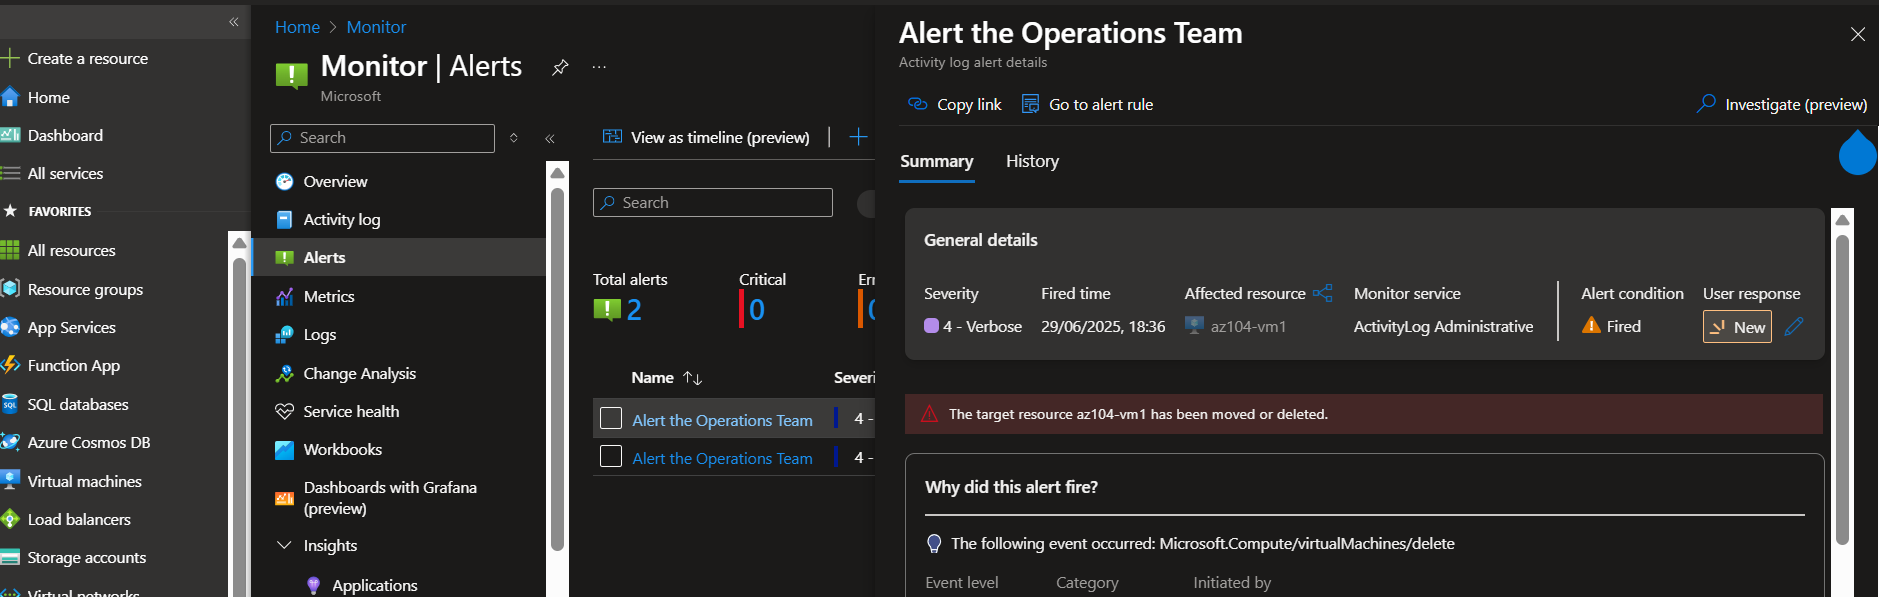 Create a resource
Home
Dashboard
All services
FAVORITES
All resources
Resource groups
App Services
Function App
SQL databases
Azure Cosmos DB
Virtual machines
Load balancers
Storage accounts
Virtual networks
Home > Monitor
Monitor | Alerts
Microsoft
Search
Overview
Activity log
Alerts
Metrics
Logs
Change Analysis
Service health
Workbooks
Dashboards with Grafana
(preview)
Insights
Applications
View as timeline (preview)
Search
Total alerts
2
Critical
0
Err
Name
Severi
Alert the Operations Team
4 -
Alert the Operations Team
4 -
Alert the Operations Team
Activity log alert details
Copy link
Go to alert rule
Investigate (preview)
Summary
History
General details
Severity
4 - Verbose
Fired time
29/06/2025, 18:36
Affected resource
az104-vm1
Monitor service
ActivityLog Administrative
Alert condition
Fired
User response
New
The target resource az104-vm1 has been moved or deleted.
Why did this alert fire?
The following event occurred: Microsoft.Compute/virtualMachines/delete
Event level
Category
Initiated by